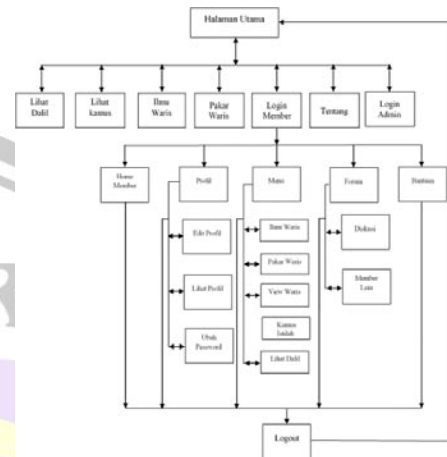 Halaman Utama
Lihat
Dalil
Lihat
kamus
Ilmu
Waris
Pakar
Waris
Login
Member
Tentang
Login
Admin
Home
Member
Profil
Menu
Forum
Bantuan
Edit Profil
Lihat Profil
Ubah
Password
Ilmu Waris
Pakar Waris
View Waris
Kamus
Istilah
Lihat Dalil
Diskusi
Member
Lain
Logout